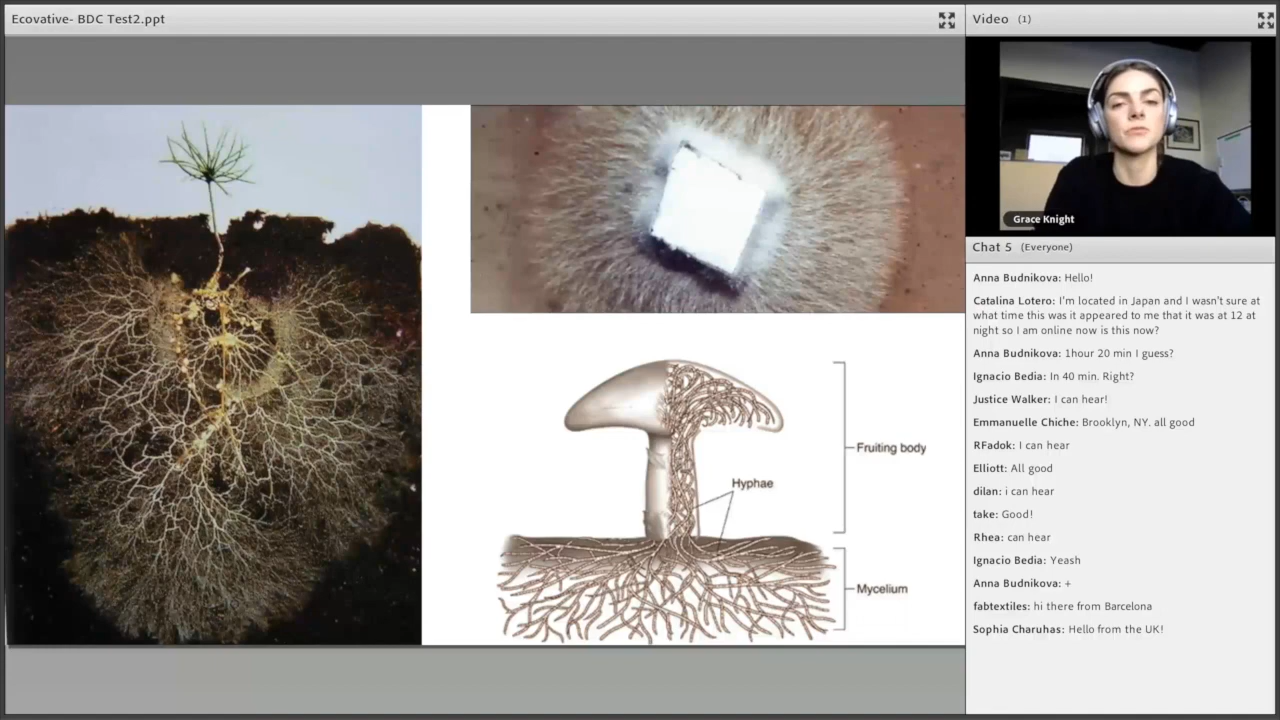 Ecovative- BDC Test2.ppt
Fruiting body
Hyphae
Mycelium
Video (1)
Grace Knight
Chat 5 (Everyone)
Anna Budnikova: Hello!
Catalina Lotero: I'm located in Japan and I wasn't sure at
what time this was it appeared to me that it was at 12 at
night so I am online now is this now?
Anna Budnikova: 1hour 20 min I guess?
Ignacio Bedia: In 40 min. Right?
Justice Walker: I can hear!
Emmanuelle Chiche: Brooklyn, NY. all good
RFadok: I can hear
Elliott: All good
dilan: i can hear
take: Good!
Rhea: can hear
Ignacio Bedia: Yeash
Anna Budnikova: +
fabtextiles: hi there from Barcelona
Sophia Charuhas: Hello from the UK!